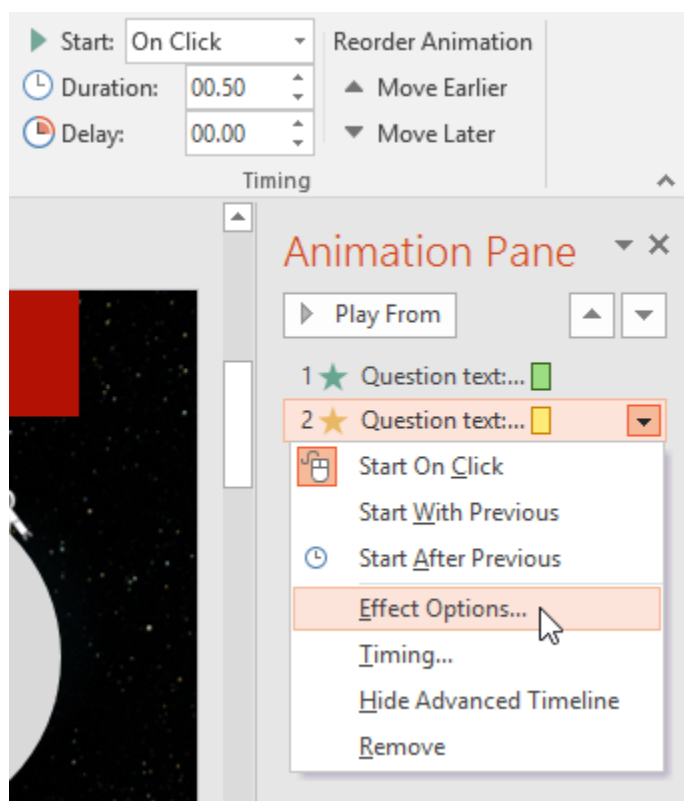 Start: On Click Reorder Animation
Duration: 00.50 Move Earlier
Delay: 00.00 Move Later
Timing
Animation Pane
Play From
1 Question text:...
2 Question text:...
Start On Click
Start With Previous
Start After Previous
Effect Options...
Timing...
Hide Advanced Timeline
Remove